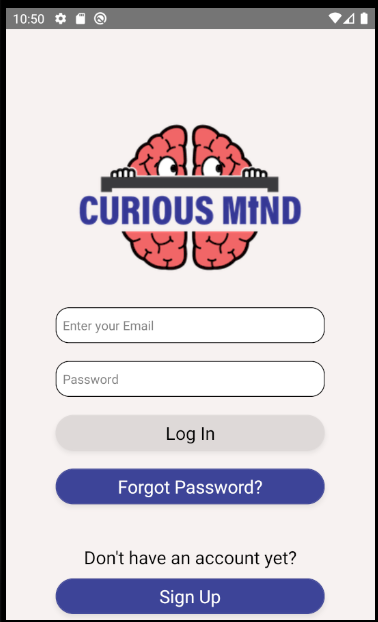 10:50
CURIOUS MIND
Enter your Email
Password
Log In
Forgot Password?
Don't have an account yet?
Sign Up